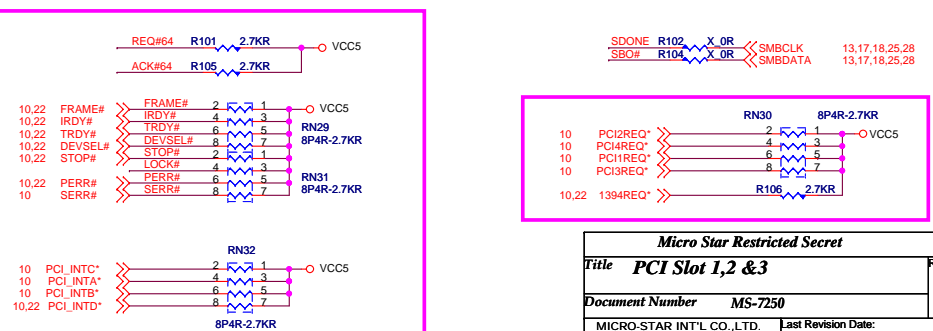 REQ#64 R101 2.7KR VCC5
ACK#64 R105 2.7KR
10,22 FRAME# FRAME# 2 1 VCC5
10,22 IRDY# IRDY# 4 3
10,22 TRDY# TRDY# 6 5 RN29
10,22 DEVSEL# DEVSEL# 8 7 8P4R-2.7KR
10,22 STOP# STOP# 2 1
LOCK# 4 3
10,22 PERR# PERR# 6 5 RN31
10 SERR# SERR# 8 7 8P4R-2.7KR
RN32
10 PCI_INTC* 2 1 VCC5
10 PCI_INTA* 4 3
10 PCI_INTB* 6 5
10,22 PCI_INTD* 8 7
8P4R-2.7KR
SDONE R102 X_0R SMBCLK 13,17,18,25,28
SBO# R104 X_0R SMBDATA 13,17,18,25,28
RN30 8P4R-2.7KR
10 PCI2REQ* 2 1 VCC5
10 PCI4REQ* 4 3
10 PCI1REQ* 6 5
10 PCI3REQ* 8 7
10,22 1394REQ* R106 2.7KR
Micro Star Restricted Secret
Title PCI Slot 1,2 &3
Document Number MS-7250
MICRO-STAR INT'L CO.,LTD. Last Revision Date: